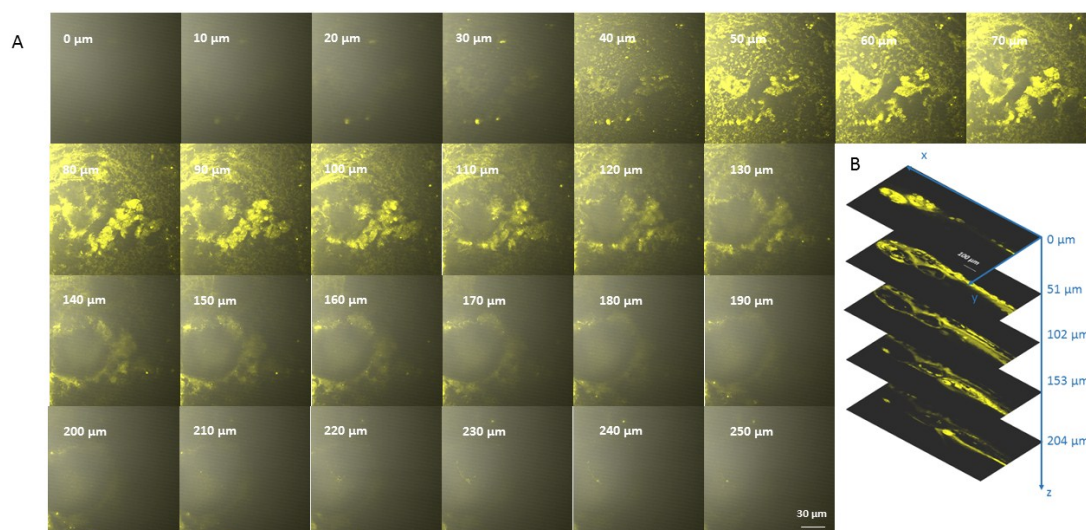 A
0 µm 10 µm 20 µm 30 µm 40 µm 50 µm 60 µm 70 µm
80 µm 90 µm 100 µm 110 µm 120 µm 130 µm
140 µm 150 µm 160 µm 170 µm 180 µm 190 µm
200 µm 210 µm 220 µm 230 µm 240 µm 250 µm
30 µm
B
x
0 µm
100 µm
y
51 µm
102 µm
153 µm
204 µm
z